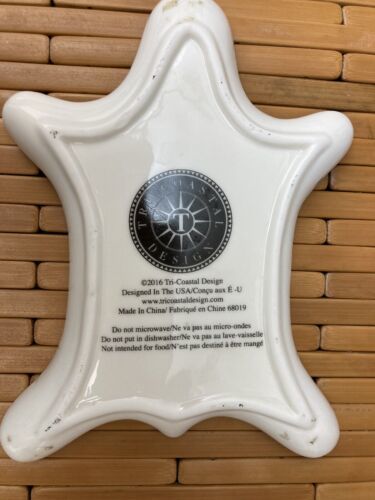 TRI-COASTAL
T
DESIGN
©2016 Tri-Coastal Design
Designed In The USA/Conçu aux É -U
www.tricoastaldesign.com
Made In China/ Fabriqué en Chine 68019
Do not microwave/Ne va pas au micro-ondes
Do not put in dishwasher/Ne va pas au lave-vaisselle
Not intended for food/N'est pas destiné à être mangé